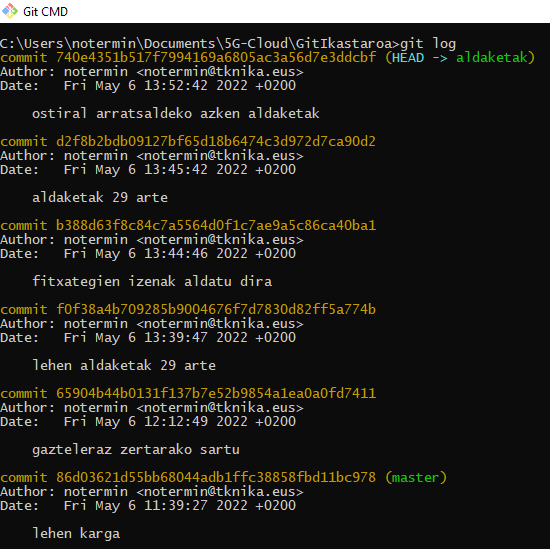 Git CMD
C:\Users\notermin\Documents\5G-Cloud\GitIkastaroa>git log
commit 740e4351b517f7994169a6805ac3a56d7e3ddcbf (HEAD -> aldaketak)
Author: notermin <notermin@tknika.eus>
Date:   Fri May 6 13:52:42 2022 +0200
ostiral arratsaldeko azken aldaketak
commit d2f8b2bdb09127bf65d18b6474c3d972d7ca90d2
Author: notermin <notermin@tknika.eus>
Date:   Fri May 6 13:45:42 2022 +0200
aldaketak 29 arte
commit b388d63f8c84c7a5564d0f1c7ae9a5c86ca40ba1
Author: notermin <notermin@tknika.eus>
Date:   Fri May 6 13:44:46 2022 +0200
fitxategien izenak aldatu dira
commit f0f38a4b709285b9004676f7d7830d82ff5a774b
Author: notermin <notermin@tknika.eus>
Date:   Fri May 6 13:39:47 2022 +0200
lehen aldaketak 29 arte
commit 65904b44b0131f137b7e52b9854a1ea0a0fd7411
Author: notermin <notermin@tknika.eus>
Date:   Fri May 6 12:12:49 2022 +0200
gazteleraz zertarako sartu
commit 86d03621d55bb68044adb1ffc38858fbd11bc978 (master)
Author: notermin <notermin@tknika.eus>
Date:   Fri May 6 11:39:27 2022 +0200
lehen karga